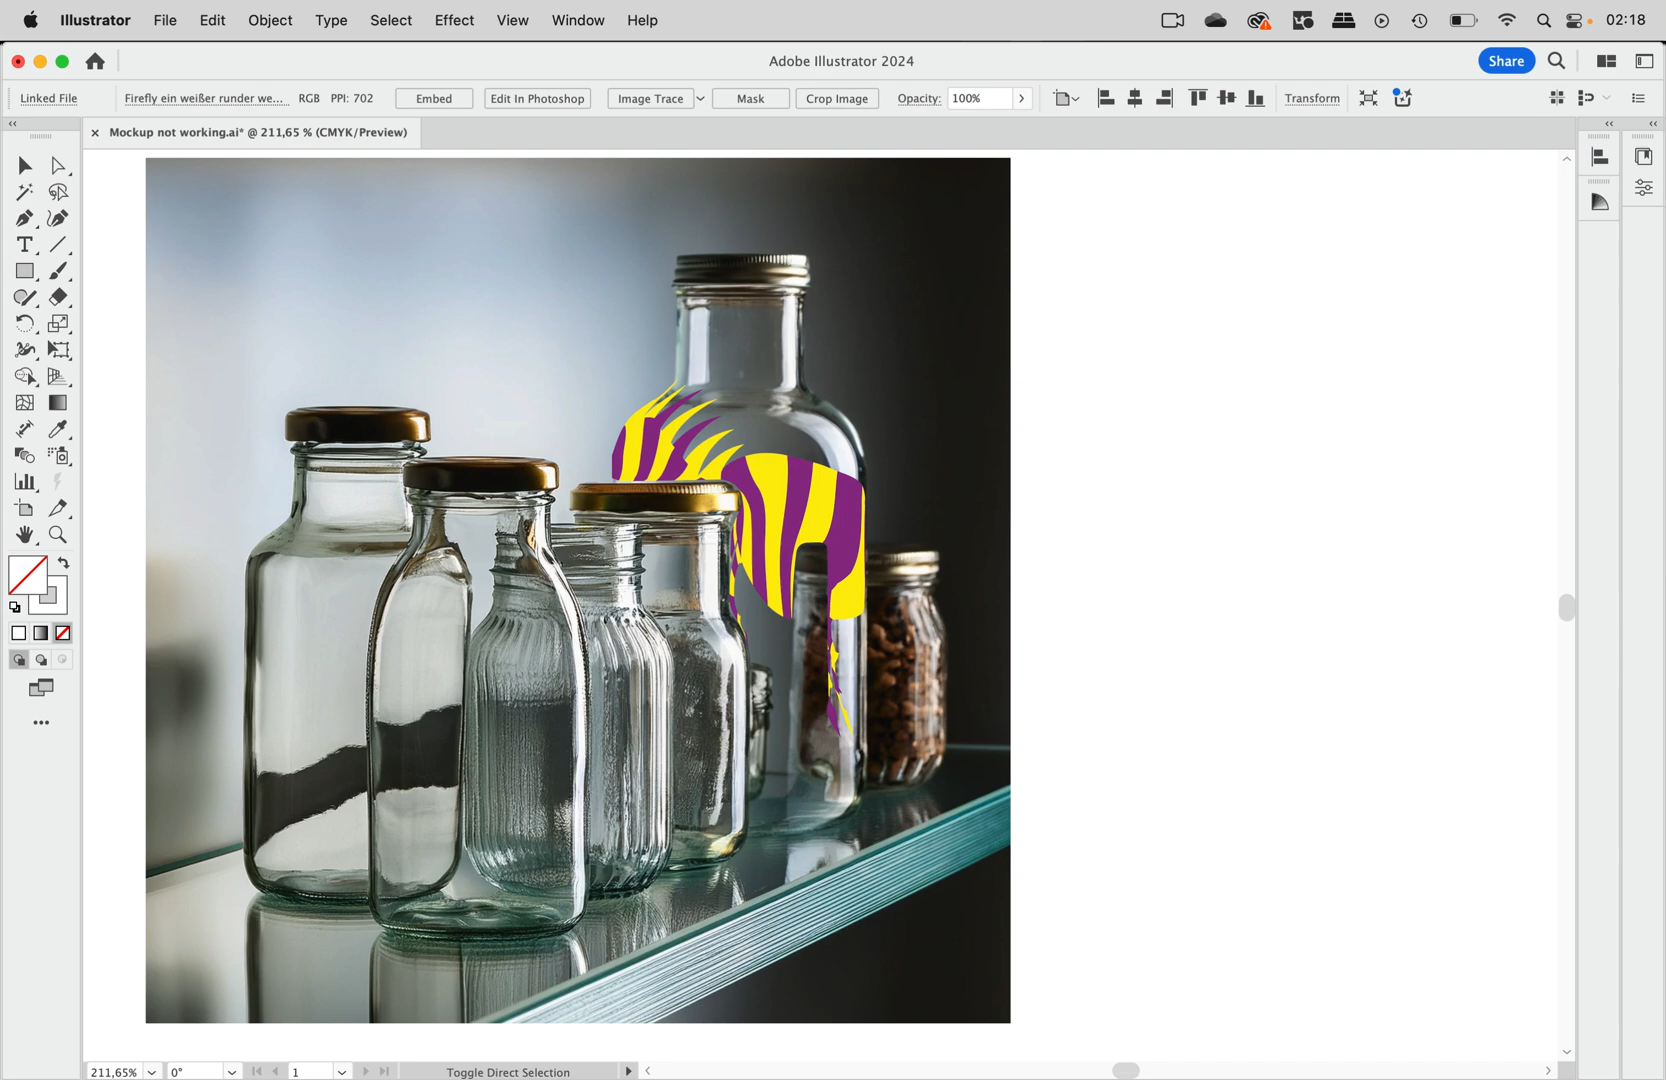 Illustrator File Edit Object Type Select Effect View Window Help 02:18
Adobe Illustrator 2024 Share
Linked File Firefly ein weißer runder we... RGB PPI: 702 Embed Edit In Photoshop Image Trace Mask Crop Image Opacity: 100% Transform
Mockup not working.ai* @ 211,65 % (CMYK/Preview)
211,65% 0° 1 Toggle Direct Selection